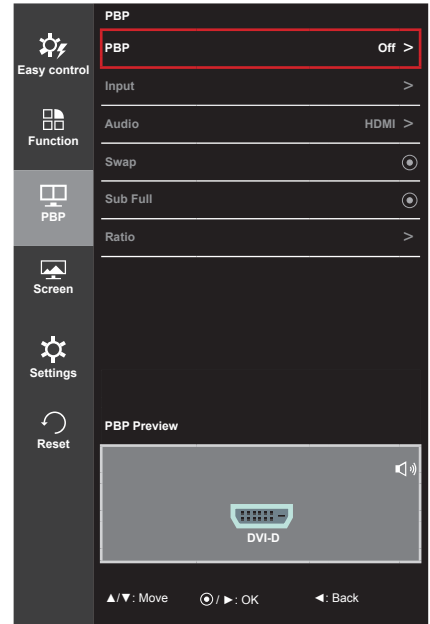 Easy control
Function
PBP
Screen
Settings
Reset
PBP
PBP Off >
Input >
Audio HDMI >
Swap
Sub Full
Ratio >
PBP Preview
DVI-D
▲/▼: Move ⦿/ ►: OK ◄: Back